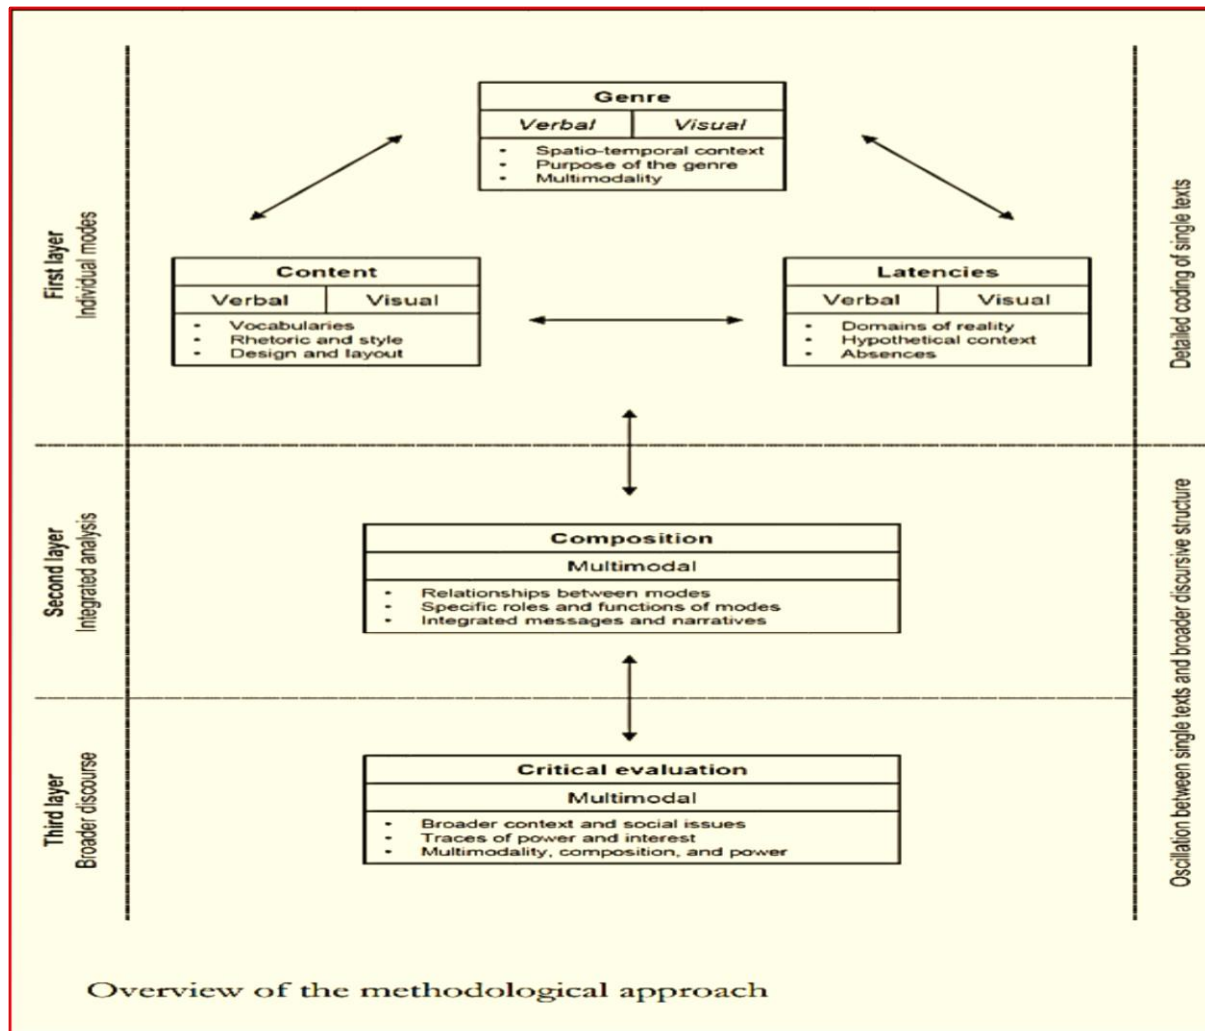 Genre
Verbal Visual
• Spatio-temporal context
• Purpose of the genre
• Multimodality
First layer
Individual modes
Content
Verbal Visual
• Vocabularies
• Rhetoric and style
• Design and layout
Latencies
Verbal Visual
• Domains of reality
• Hypothetical context
• Absences
Detailed coding of single texts
Second layer
Integrated analysis
Composition
Multimodal
• Relationships between modes
• Specific roles and functions of modes
• Integrated messages and narratives
Oscillation between single texts and broader discursive structure
Third layer
Broader discourse
Critical evaluation
Multimodal
• Broader context and social issues
• Traces of power and interest
• Multimodality, composition, and power
Overview of the methodological approach